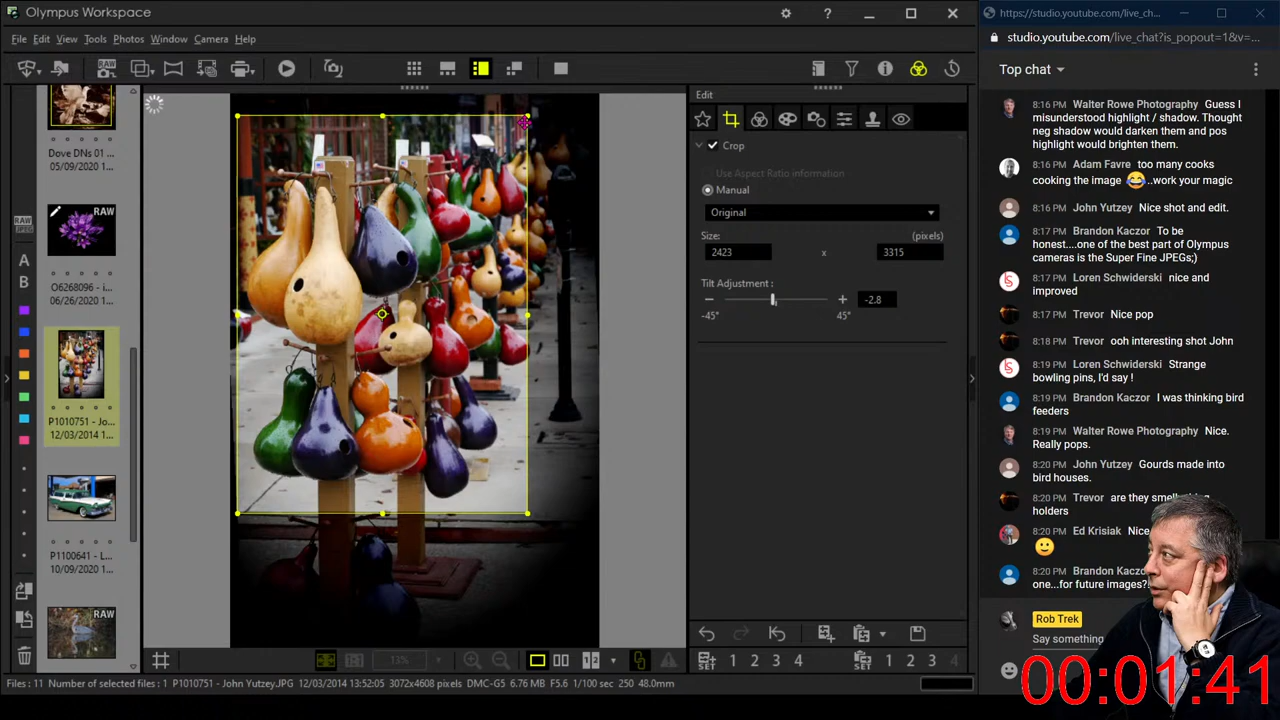 Olympus Workspace
https://studio.youtube.com/live_ch...
File Edit View Tools Photos Window Camera Help
studio.youtube.com/live_chat?is_popout=1&v=...
Top chat
Dove DNs 01 ...
05/09/2020 1...
RAW
O6268096 - i...
06/26/2020 1...
RAW
JPEG
A
B
P1010751 - Jo...
12/03/2014 1...
P1100641 - L...
10/09/2020 1...
RAW
Edit
Crop
Use Aspect Ratio information
Manual
Original
Size:
(pixels)
2423 x 3315
Tilt Adjustment :
-2.8
-45°
45°
1 2 3 4
1 2 3 4
13%
Files : 11 Number of selected files : 1 P1010751 - John Yutzey.JPG 12/03/2014 13:52:05 3072x4608 pixels DMC-G5 6.76 MB F5.6 1/100 sec 250 48.0mm
8:16 PM Walter Rowe Photography Guess I
misunderstood highlight / shadow. Thought
neg shadow would darken them and pos
highlight would brighten them.
8:16 PM Adam Favre too many cooks
cooking the image 😂..work your magic
8:16 PM John Yutzey Nice shot and edit.
8:17 PM Brandon Kaczor To be
honest....one of the best part of Olympus
cameras is the Super Fine JPEGS;)
8:17 PM Loren Schwiderski nice and
improved
8:17 PM Trevor Nice pop
8:18 PM Trevor ooh interesting shot John
8:19 PM Loren Schwiderski Strange
bowling pins, I'd say !
8:19 PM Brandon Kaczor I was thinking bird
feeders
8:19 PM Walter Rowe Photography Nice.
Really pops.
8:20 PM John Yutzey Gourds made into
bird houses.
8:20 PM Trevor are they
holders
8:20 PM Ed Krisiak Nice
🙂
8:20 PM Brandon Kaczor
one...for future images?
Rob Trek
Say something
00:01:41